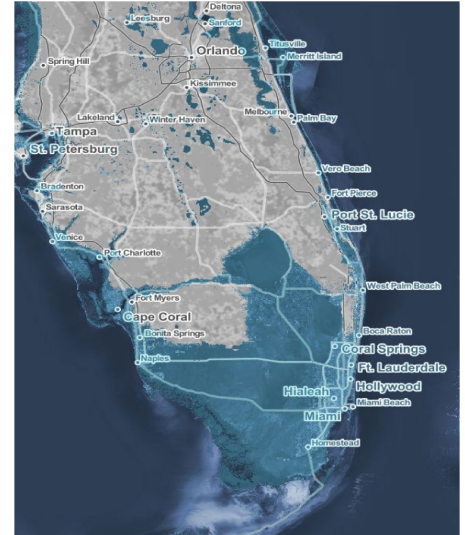 Deltona
Leesburg
Sanford
Titusville
Orlando
Merritt Island
Spring Hill
Kissimmee
Melbourne
Lakeland
Winter Haven
Palm Bay
Tampa
St. Petersburg
Vero Beach
Bradenton
Fort Pierce
Sarasota
Port St. Lucie
Stuart
Venice
Port Charlotte
West Palm Beach
Fort Myers
Cape Coral
Boca Raton
Bonita Springs
Coral Springs
Naples
Ft. Lauderdale
Hollywood
Hialeah
Miami Beach
Miami
Homestead